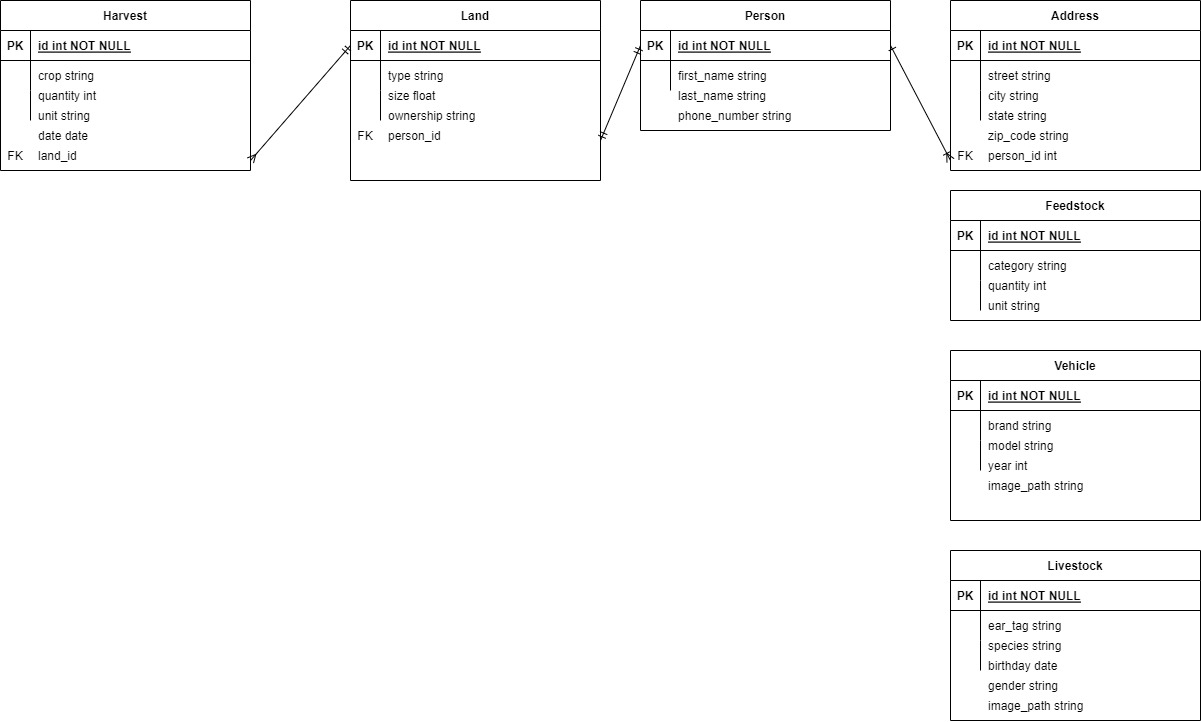 Harvest
PK id int NOT NULL
crop string
quantity int
unit string
date date
FK land_id
Land
PK id int NOT NULL
type string
size float
ownership string
FK person_id
Person
PK id int NOT NULL
first_name string
last_name string
phone_number string
Address
PK id int NOT NULL
street string
city string
state string
zip_code string
FK person_id int
Feedstock
PK id int NOT NULL
category string
quantity int
unit string
Vehicle
PK id int NOT NULL
brand string
model string
year int
image_path string
Livestock
PK id int NOT NULL
ear_tag string
species string
birthday date
gender string
image_path string